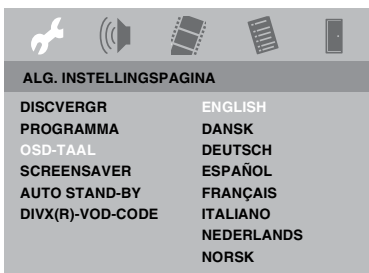 ALG. INSTELLINGSPAGINA
DISCVERGR ENGLISH
PROGRAMMA DANSK
OSD-TAAL DEUTSCH
SCREENSAVER ESPAÑOL
AUTO STAND-BY FRANÇAIS
DIVX(R)-VOD-CODE ITALIANO
NEDERLANDS
NORSK